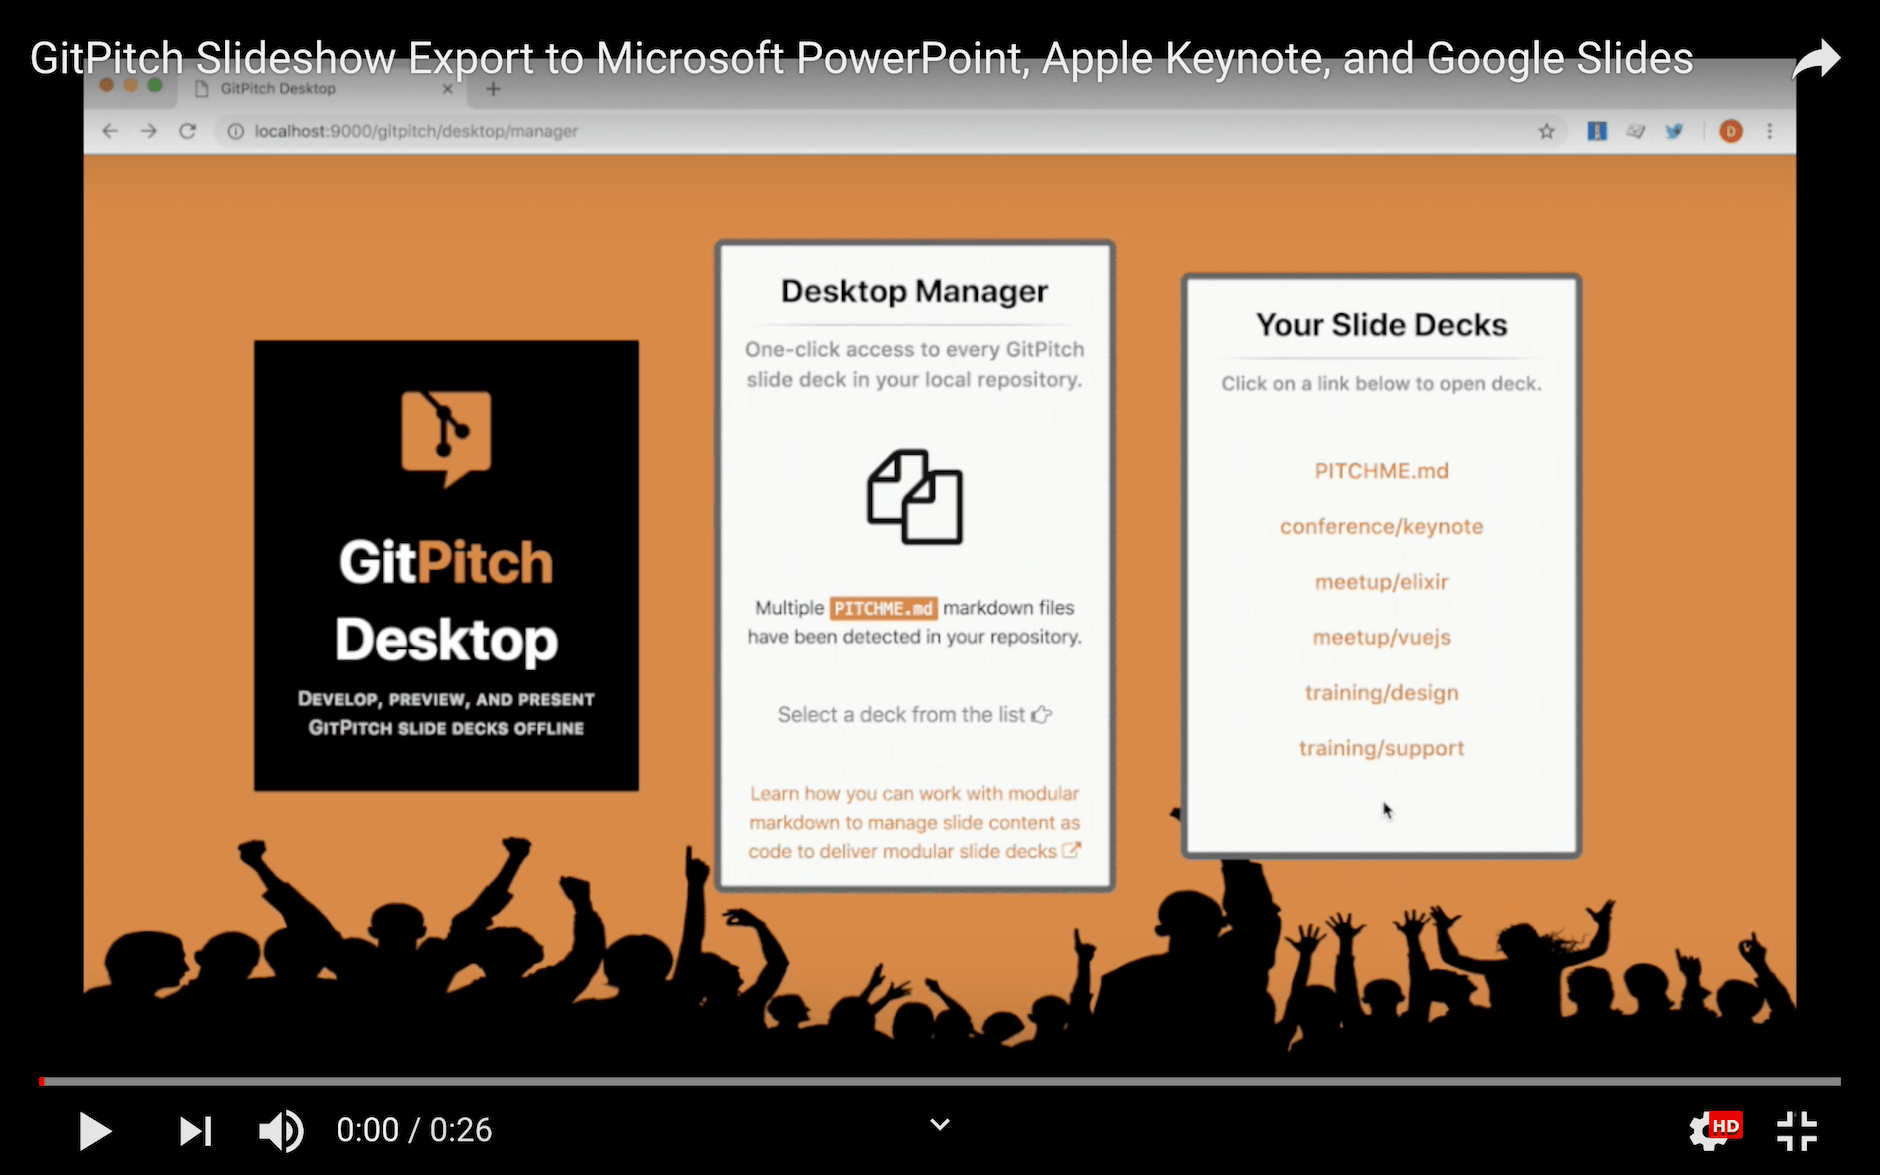 GitPitch Slideshow Export to Microsoft PowerPoint, Apple Keynote, and Google Slides
GitPitch Desktop
localhost:9000/gitpitch/desktop/manager
D
GitPitch
Desktop
DEVELOP, PREVIEW, AND PRESENT
GITPITCH SLIDE DECKS OFFLINE
Desktop Manager
One-click access to every GitPitch
slide deck in your local repository.
Multiple PITCHME.md markdown files
have been detected in your repository.
Select a deck from the list
Learn how you can work with modular
markdown to manage slide content as
code to deliver modular slide decks
Your Slide Decks
Click on a link below to open deck.
PITCHME.md
conference/keynote
meetup/elixir
meetup/vuejs
training/design
training/support
0:00 / 0:26
HD